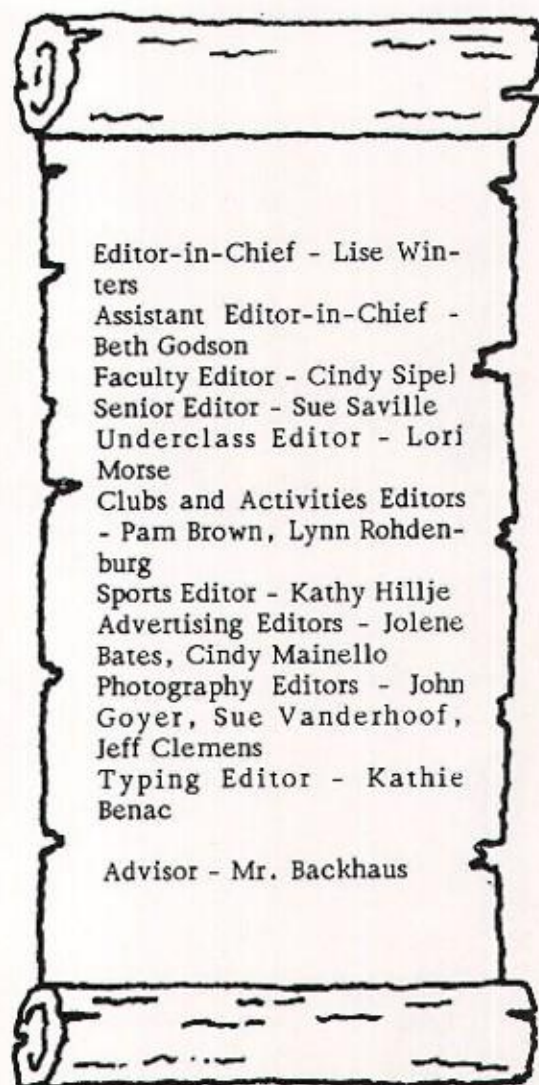 Editor-in-Chief - Lise Win-
ters
Assistant Editor-in-Chief -
Beth Godson
Faculty Editor - Cindy Sipel
Senior Editor - Sue Saville
Underclass Editor - Lori
Morse
Clubs and Activities Editors
- Pam Brown, Lynn Rohden-
burg
Sports Editor - Kathy Hillje
Advertising Editors - Jolene
Bates, Cindy Mainello
Photography Editors - John
Goyer, Sue Vanderhoof,
Jeff Clemens
Typing Editor - Kathie
Benac
Advisor - Mr. Backhaus